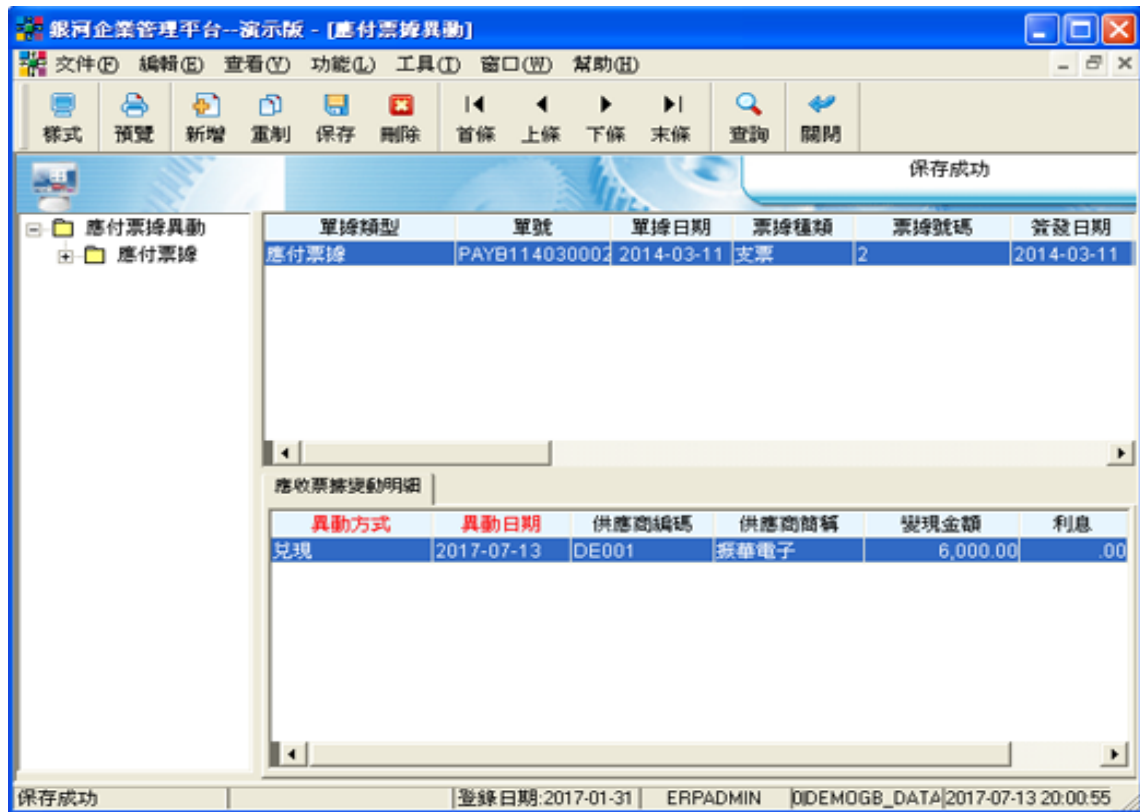 銀河企業管理平台--演示版 - [應付票據異動]
文件(F) 編輯(E) 查看(V) 功能(L) 工具(T) 窗口(W) 幫助(H)
樣式 預覽 新增 重制 保存 刪除 首條 上條 下條 末條 查詢 關閉
保存成功
應付票據異動
應付票據
單據類型 單號 單據日期 票據種類 票據號碼 簽發日期
應付票據 PAYB114030002 2014-03-11 支票 2 2014-03-11
應收票據變動明細
異動方式 異動日期 供應商編碼 供應商簡稱 變現金額 利息
兌現 2017-07-13 DE001 振華電子 6,000.00 .00
保存成功 登錄日期:2017-01-31 ERPADMIN DEMOGB_DATA 2017-07-13 20:00:55